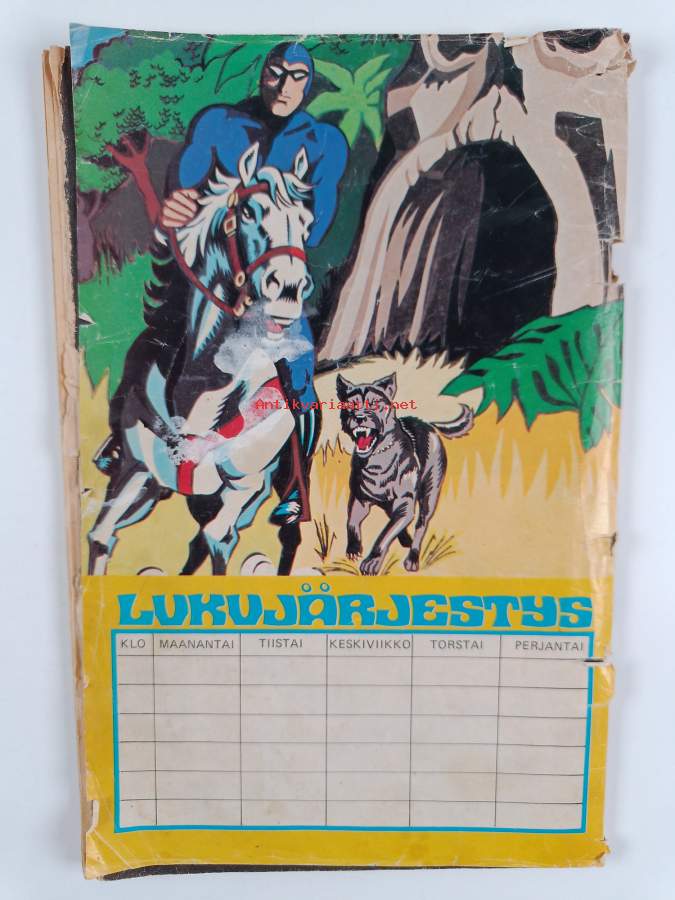 Antikvariaatti.net
LUKUJÄRJESTYS
KLO MAANANTAI TIISTAI KESKIVIIKKO TORSTAI PERJANTAI